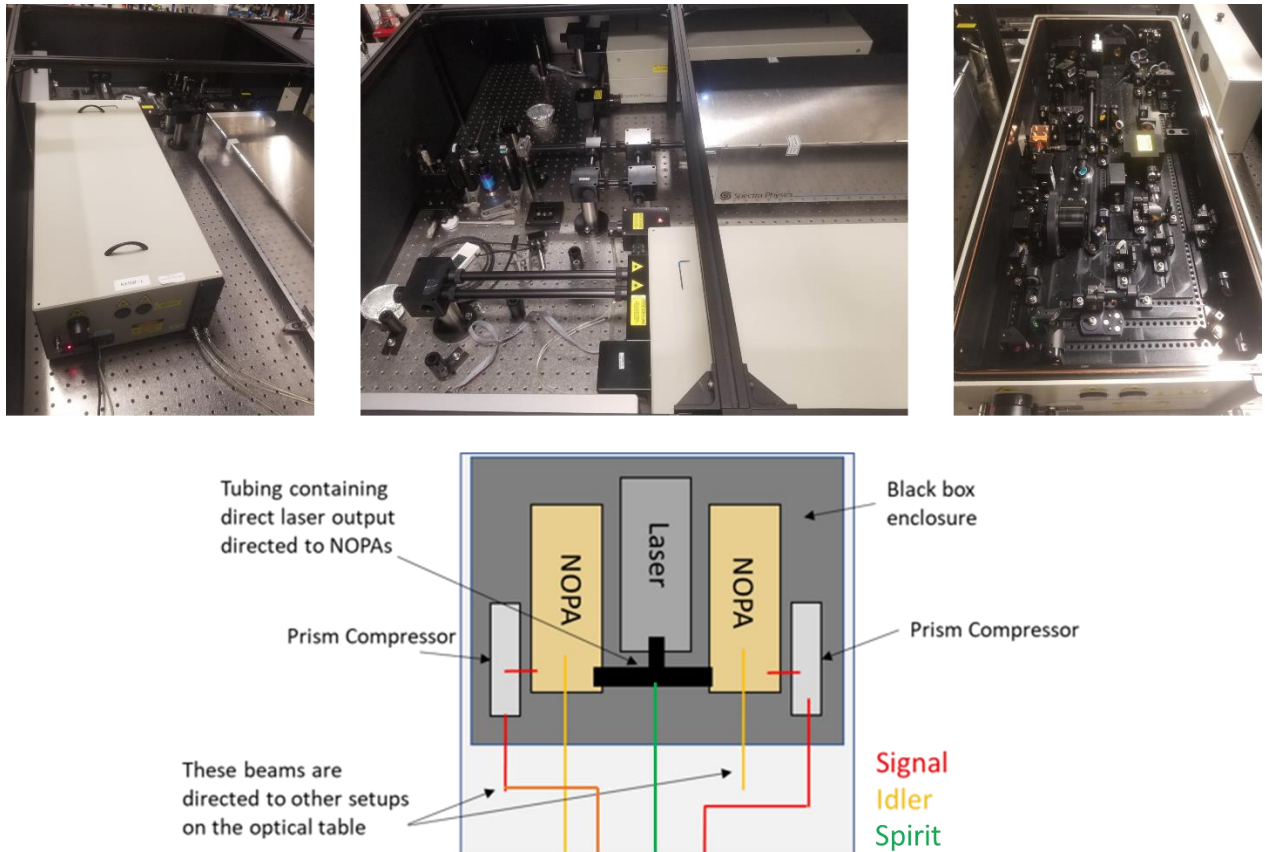 Spectra-Physics
Tubing containing
direct laser output
directed to NOPAs
Black box
enclosure
Laser
NOPA
NOPA
Prism Compressor
Prism Compressor
These beams are
directed to other setups
on the optical table
Signal
Idler
Spirit